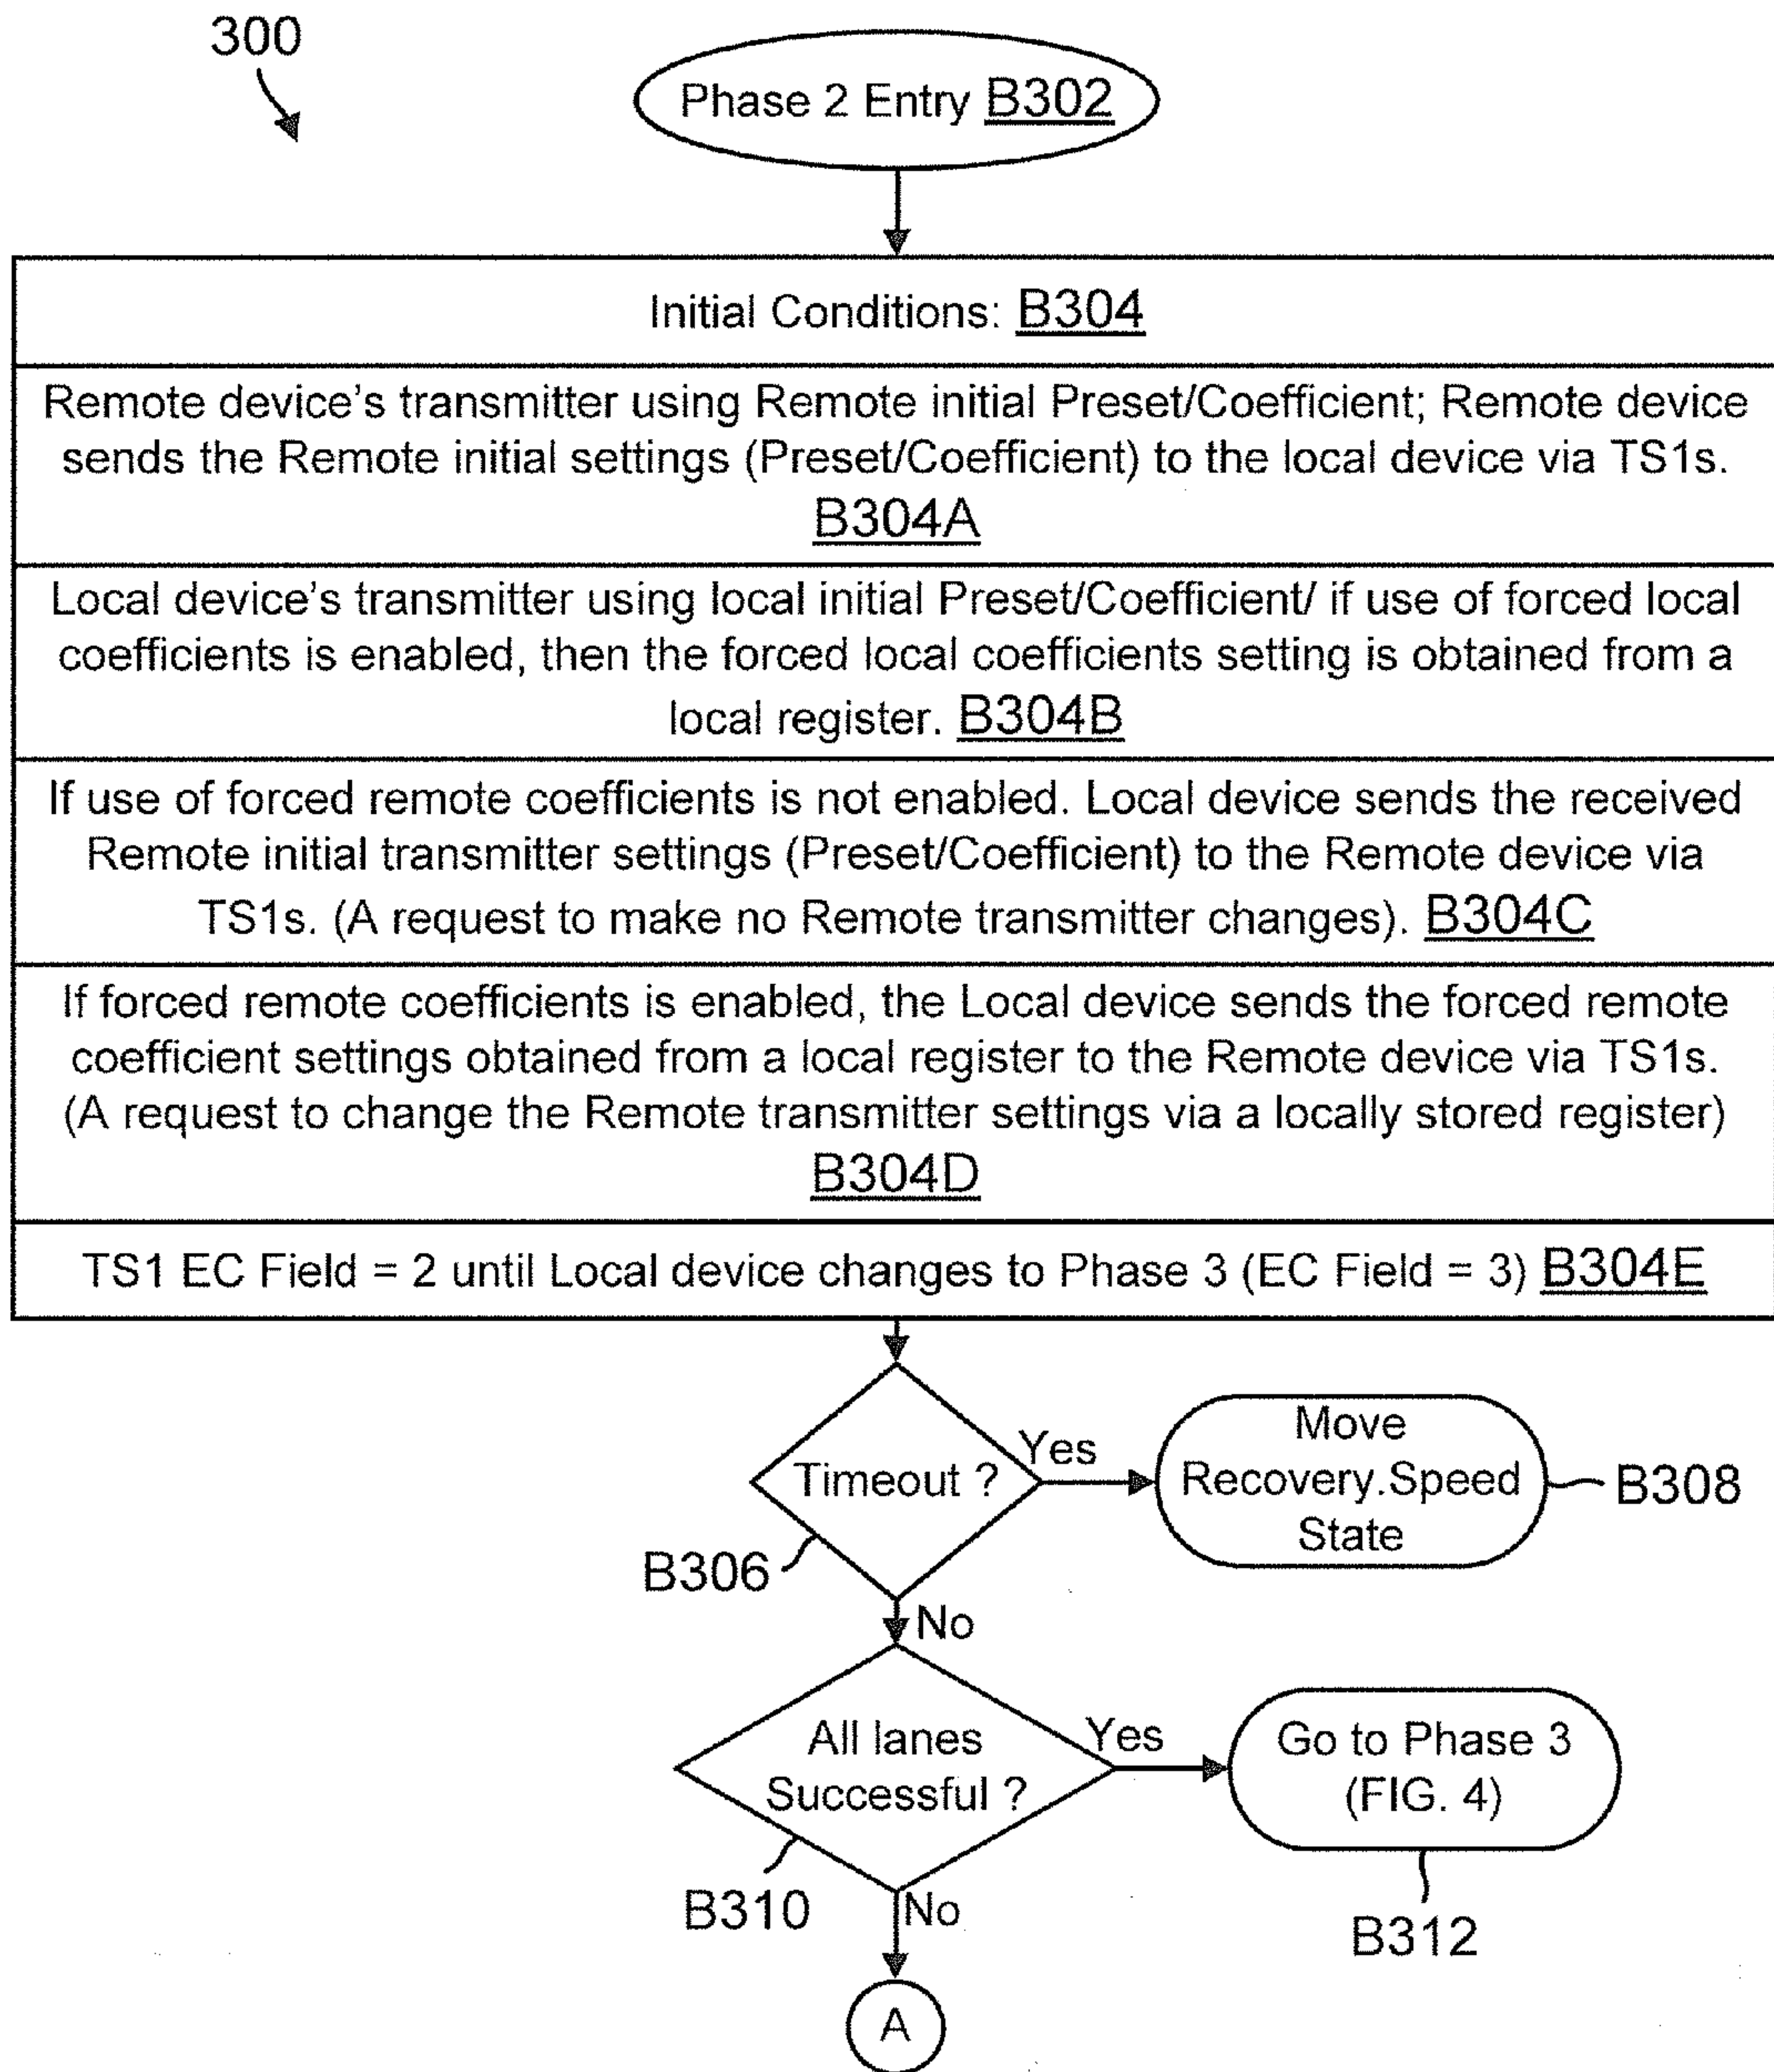 300
Phase 2 Entry B302
Initial Conditions: B304
Remote device's transmitter using Remote initial Preset/Coefficient; Remote device
sends the Remote initial settings (Preset/Coefficient) to the local device via TS1s.
B304A
Local device's transmitter using local initial Preset/Coefficient/ if use of forced local
coefficients is enabled, then the forced local coefficients setting is obtained from a
local register. B304B
If use of forced remote coefficients is not enabled. Local device sends the received
Remote initial transmitter settings (Preset/Coefficient) to the Remote device via
TS1s. (A request to make no Remote transmitter changes). B304C
If forced remote coefficients is enabled, the Local device sends the forced remote
coefficient settings obtained from a local register to the Remote device via TS1s.
(A request to change the Remote transmitter settings via a locally stored register)
B304D
TS1 EC Field = 2 until Local device changes to Phase 3 (EC Field = 3) B304E
Timeout ?
Yes
Move
Recovery.Speed
State
B308
B306
No
All lanes
Successful ?
Yes
Go to Phase 3
(FIG. 4)
B310
No
B312
A